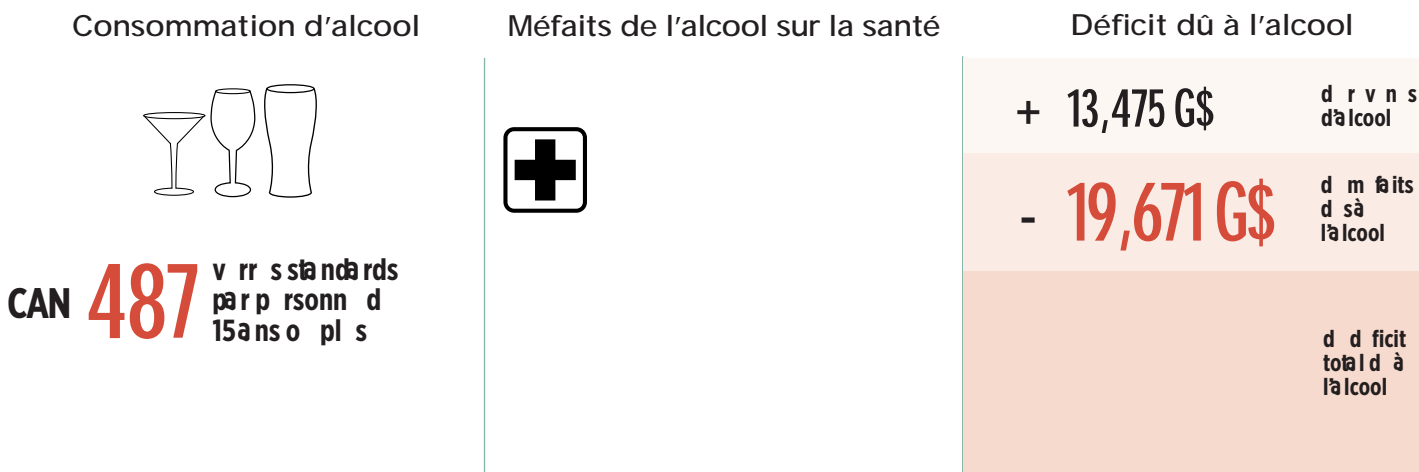 Consommation d'alcool
CAN 487
v rr s standards
par p rsonn d
15 ans o pl s
Méfaits de l'alcool sur la santé
Déficit dû à l'alcool
+ 13,475 G$
d r v n s
d'alcool
- 19,671 G$
d m faits
d s à
l'alcool
d d ficit
total d à
l'alcool